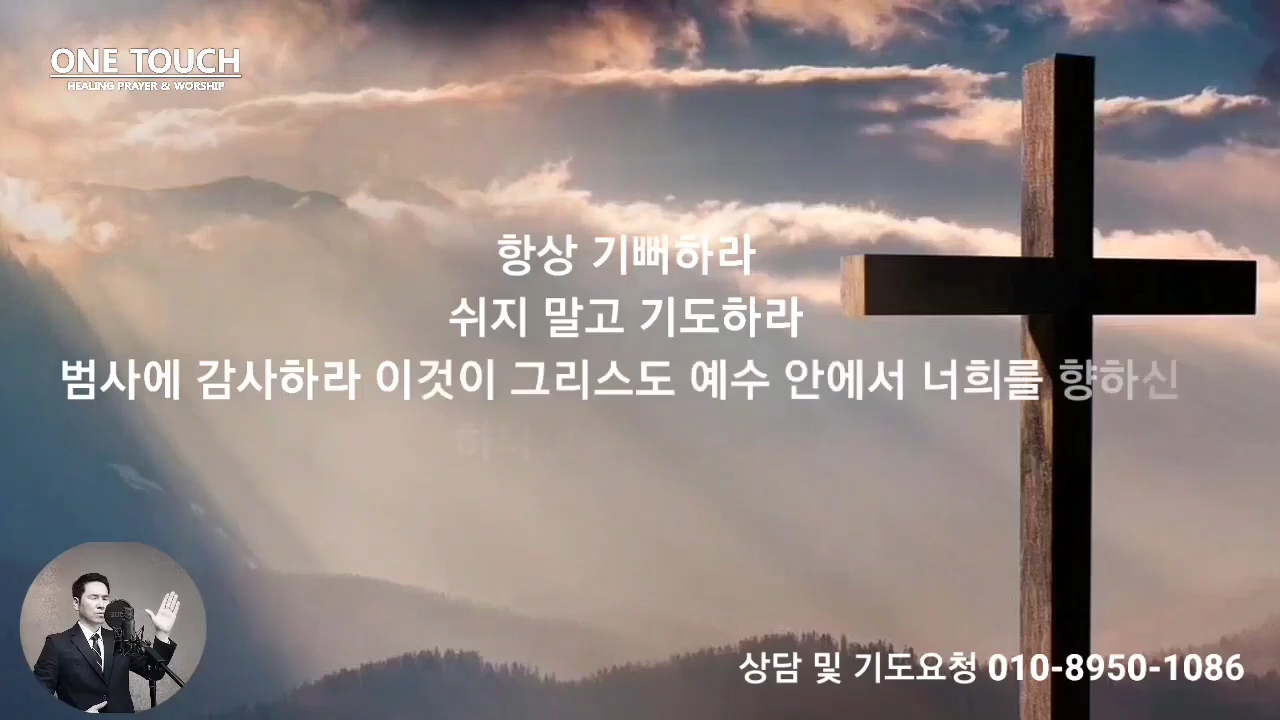 ONE TOUCH
HEALING PRAYER & WORSHIP
항상 기뻐하라
쉬지 말고 기도하라
범사에 감사하라 이것이 그리스도 예수 안에서 너희를 향하신
상담 및 기도요청 010-8950-1086